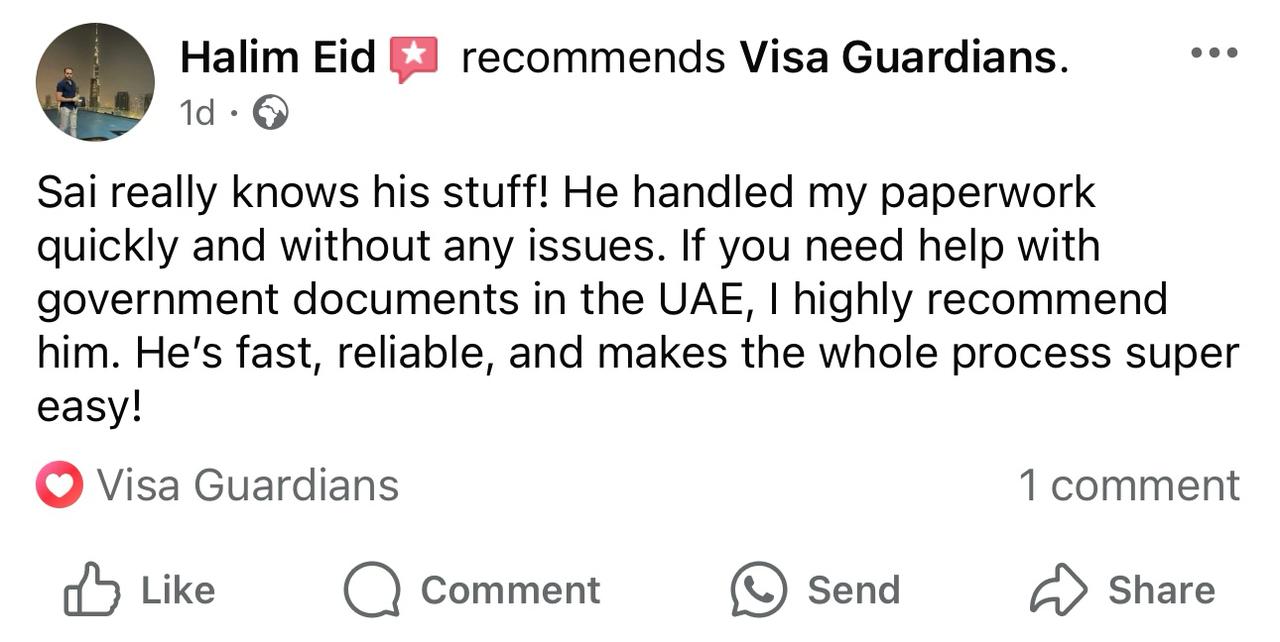 Halim Eid recommends Visa Guardians.
1d ·
Sai really knows his stuff! He handled my paperwork
quickly and without any issues. If you need help with
government documents in the UAE, I highly recommend
him. He’s fast, reliable, and makes the whole process super
easy!
Visa Guardians 1 comment
Like Comment Send Share